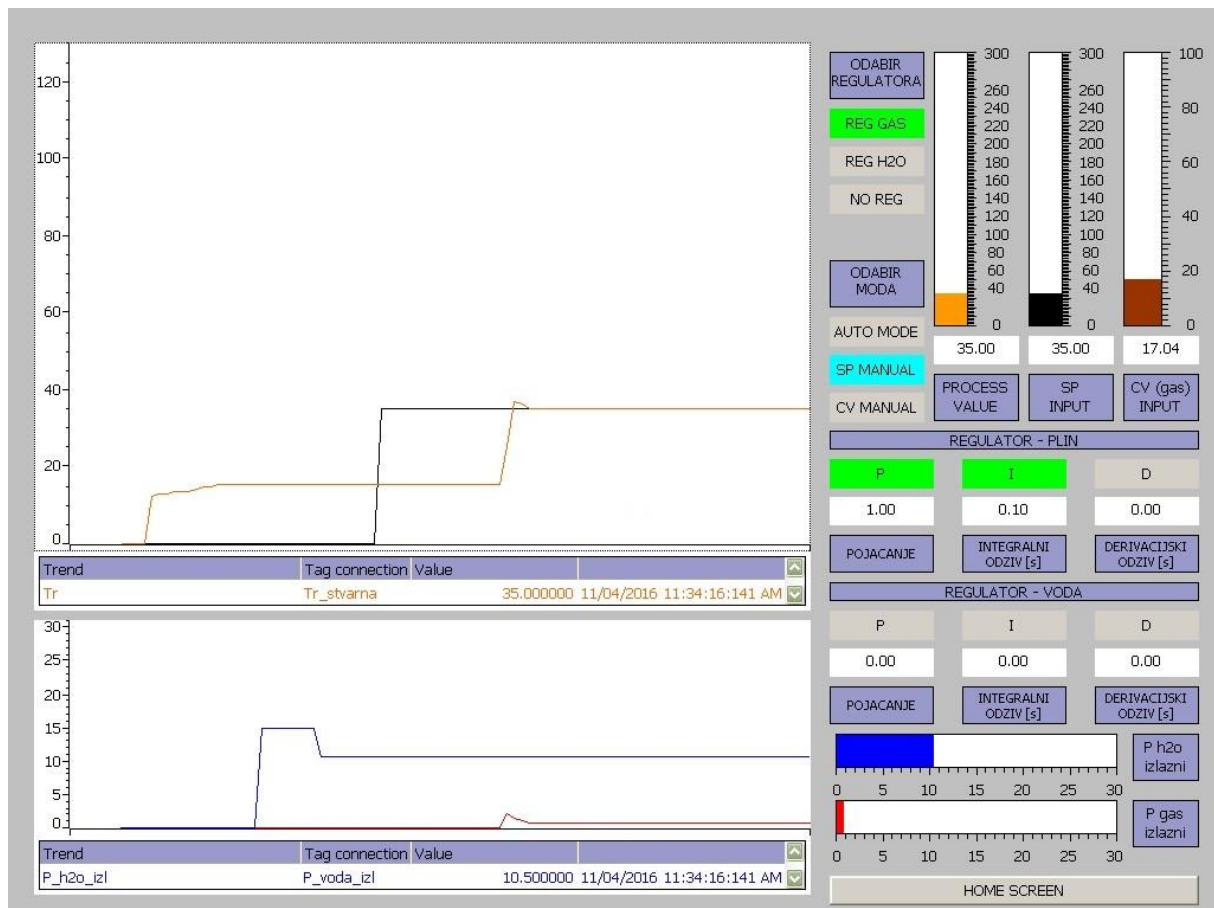 120
100
80
60
40
20
0
Trend Tag connection Value
Tr Tr_stvarna 35.000000 11/04/2016 11:34:16:141 AM
30
25
20
15
10
5
0
Trend Tag connection Value
P_h2o_izl P_voda_izl 10.500000 11/04/2016 11:34:16:141 AM
ODABIR
REGULATORA
REG GAS
REG H2O
NO REG
ODABIR
MODA
AUTO MODE
SP MANUAL
CV MANUAL
300
260
240
220
200
180
160
140
120
100
80
60
40
0
35.00
PROCESS
VALUE
300
260
240
220
200
180
160
140
120
100
80
60
40
0
35.00
SP
INPUT
100
80
60
40
20
0
17.04
CV (gas)
INPUT
REGULATOR - PLIN
P I D
1.00 0.10 0.00
POJACANJE
INTEGRALNI
ODZIV [s]
DERIVACIJSKI
ODZIV [s]
REGULATOR - VODA
P I D
0.00 0.00 0.00
POJACANJE
INTEGRALNI
ODZIV [s]
DERIVACIJSKI
ODZIV [s]
0 5 10 15 20 25 30
P h2o
izlazni
0 5 10 15 20 25 30
P gas
izlazni
HOME SCREEN